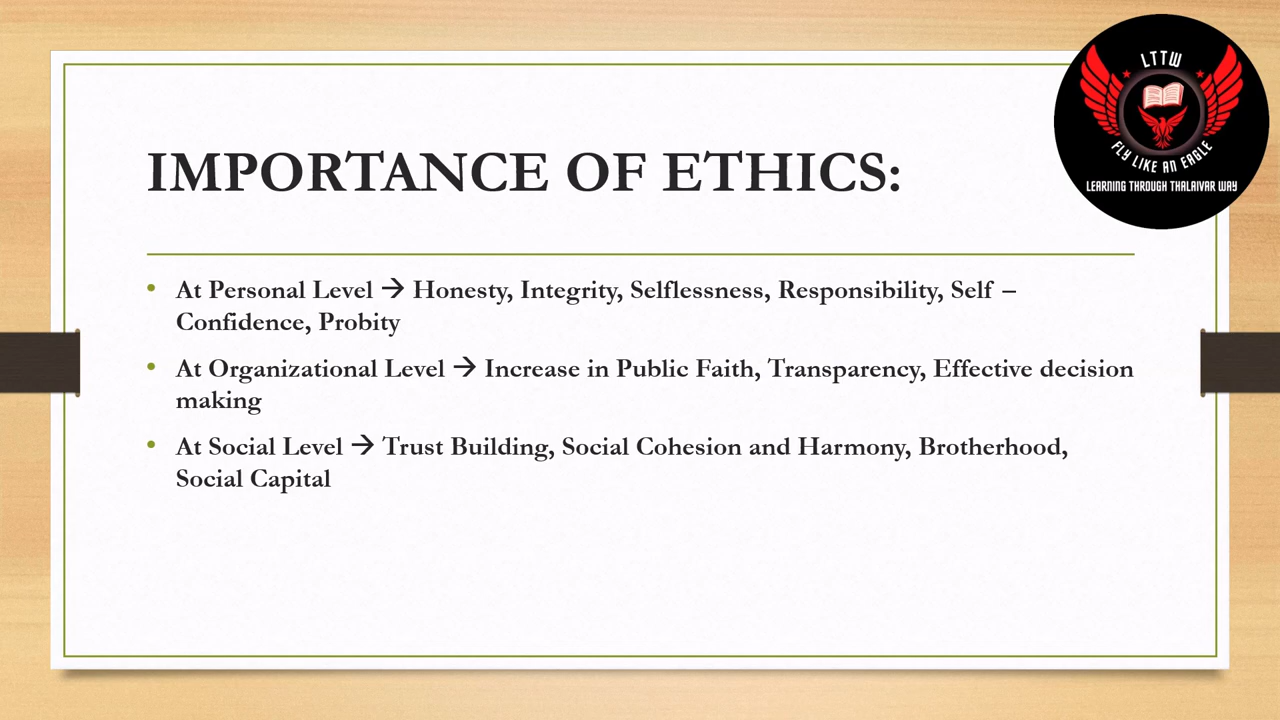 LTTW
FLY LIKE AN EAGLE
LEARNING THROUGH THALAIVAR WAY
IMPORTANCE OF ETHICS:
• At Personal Level → Honesty, Integrity, Selflessness, Responsibility, Self –
Confidence, Probity
• At Organizational Level → Increase in Public Faith, Transparency, Effective decision
making
• At Social Level → Trust Building, Social Cohesion and Harmony, Brotherhood,
Social Capital